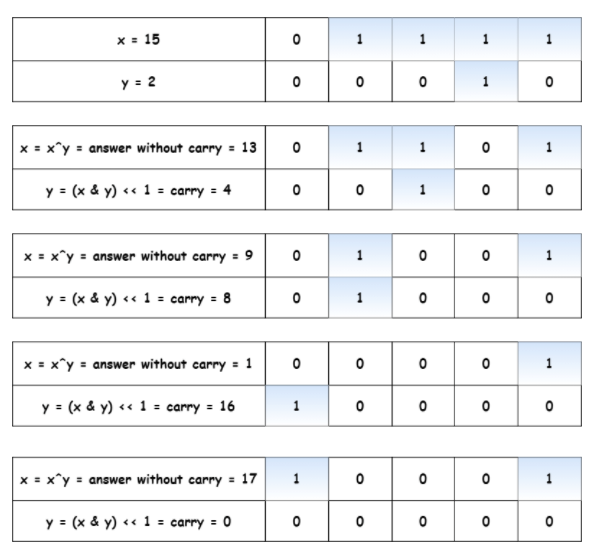 x = 15 0 1 1 1 1
y = 2 0 0 0 1 0
x = x^y = answer without carry = 13 0 1 1 0 1
y = (x & y) << 1 = carry = 4 0 0 1 0 0
x = x^y = answer without carry = 9 0 1 0 0 1
y = (x & y) << 1 = carry = 8 0 1 0 0 0
x = x^y = answer without carry = 1 0 0 0 0 1
y = (x & y) << 1 = carry = 16 1 0 0 0 0
x = x^y = answer without carry = 17 1 0 0 0 1
y = (x & y) << 1 = carry = 0 0 0 0 0 0